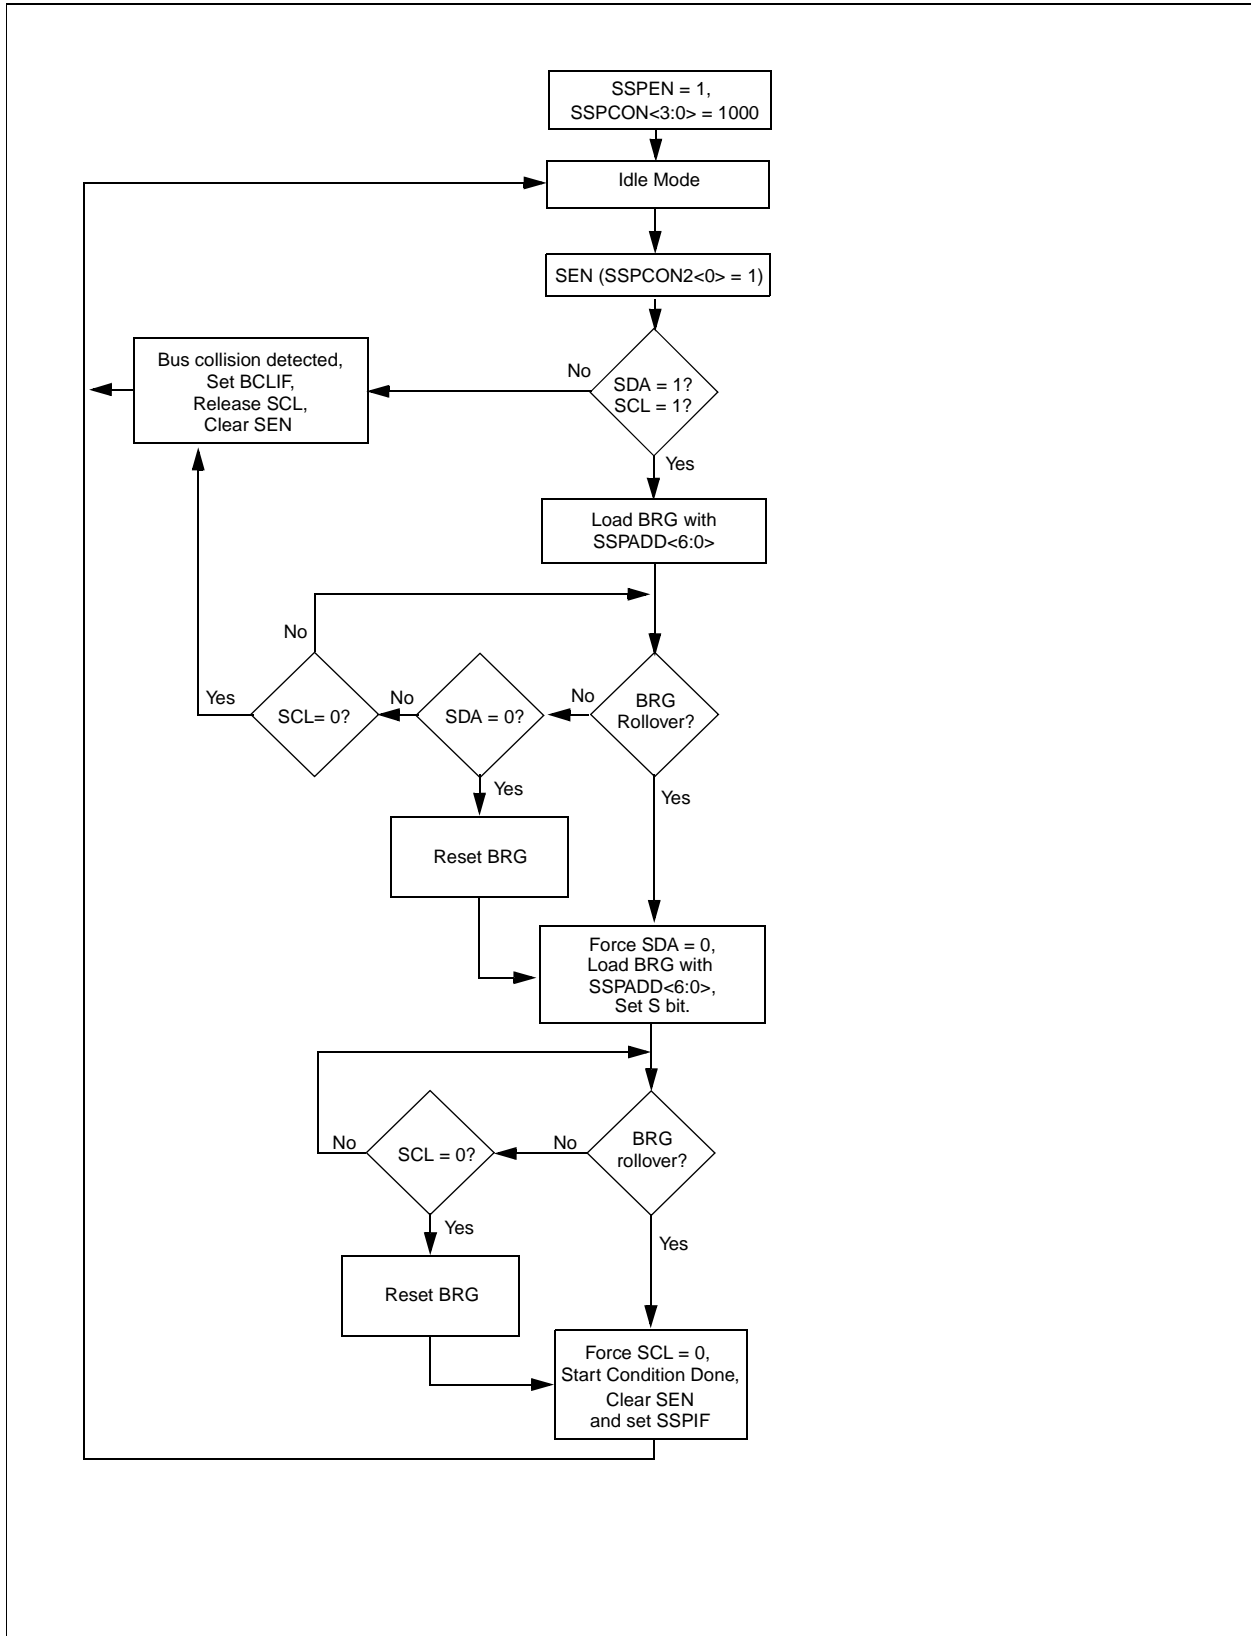 SSPEN = 1,
SSPCON<3:0> = 1000
Idle Mode
SEN (SSPCON2<0> = 1)
Bus collision detected,
Set BCLIF,
Release SCL,
Clear SEN
No
SDA = 1?
SCL = 1?
Yes
Load BRG with
SSPADD<6:0>
No
Yes
SCL= 0?
No
SDA = 0?
No
BRG
Rollover?
Yes
Yes
Reset BRG
Force SDA = 0,
Load BRG with
SSPADD<6:0>,
Set S bit.
No
SCL = 0?
No
BRG
rollover?
Yes
Yes
Reset BRG
Force SCL = 0,
Start Condition Done,
Clear SEN
and set SSPIF